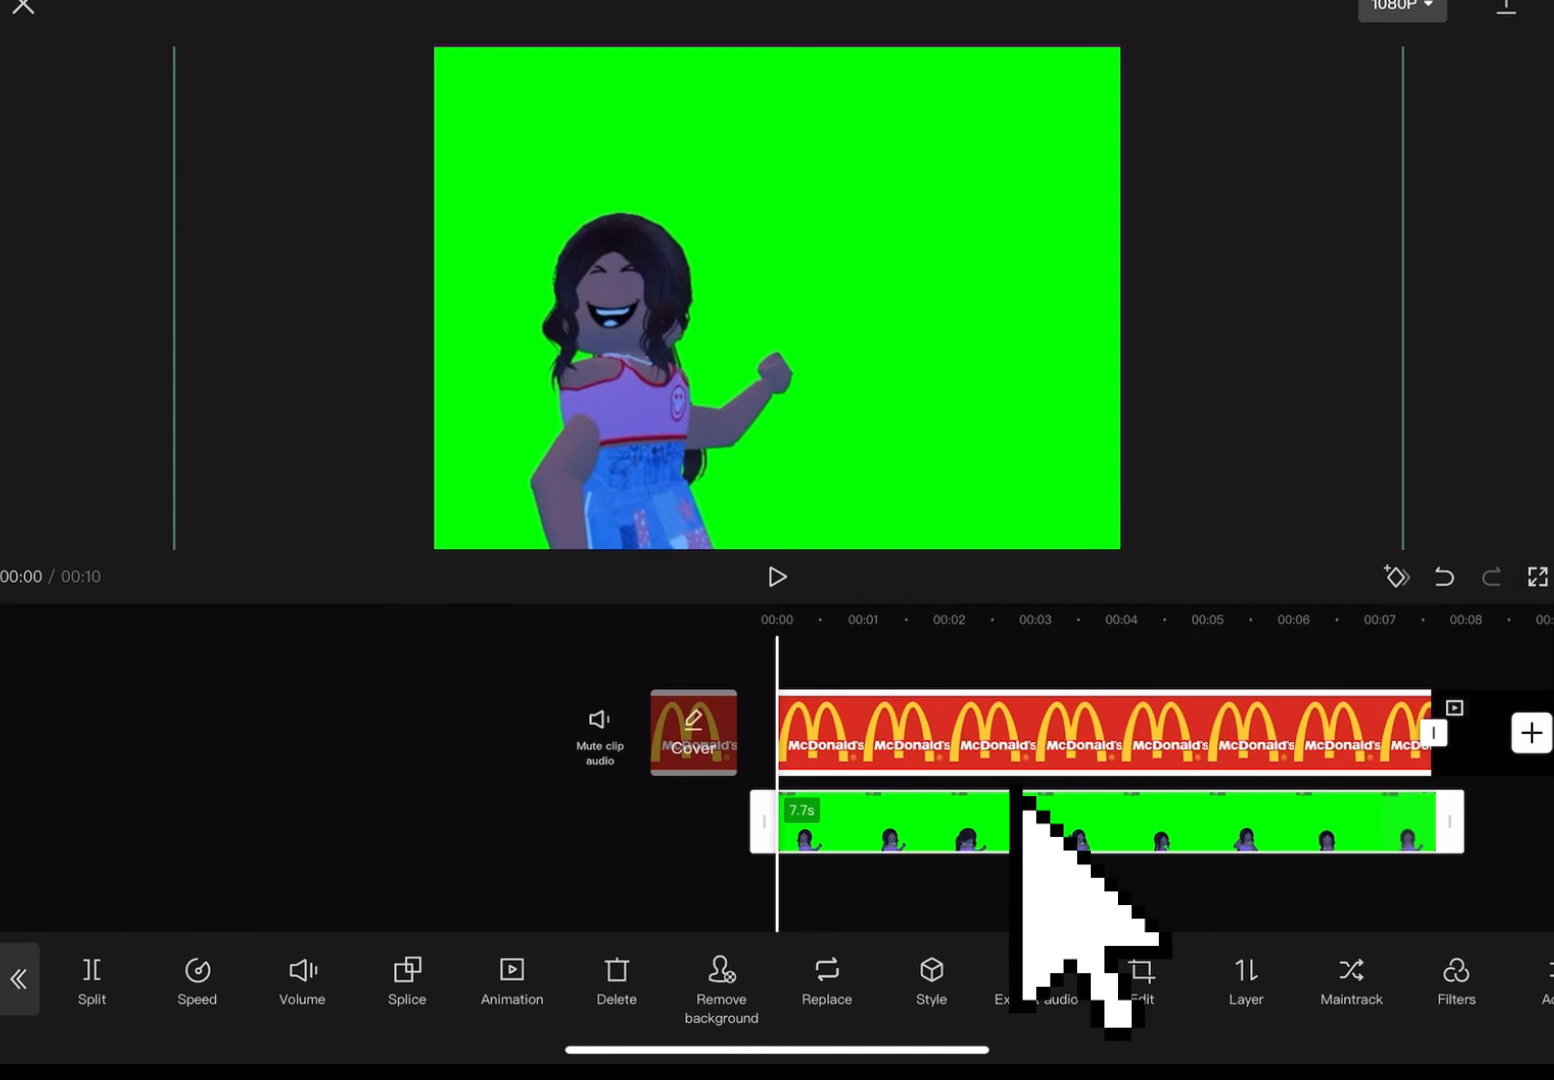 1080P
00:00 / 00:10
00:00 00:01 00:02 00:03 00:04 00:05 00:06 00:07 00:08 00:
Mute clip
audio
McDonald's
Cover
McDonald's McDonald's McDonald's McDonald's McDonald's McDonald's McDonald's McDo
7.7s
Split Speed Volume Splice Animation Delete Remove
background Replace Style Ex audio Edit Layer Maintrack Filters